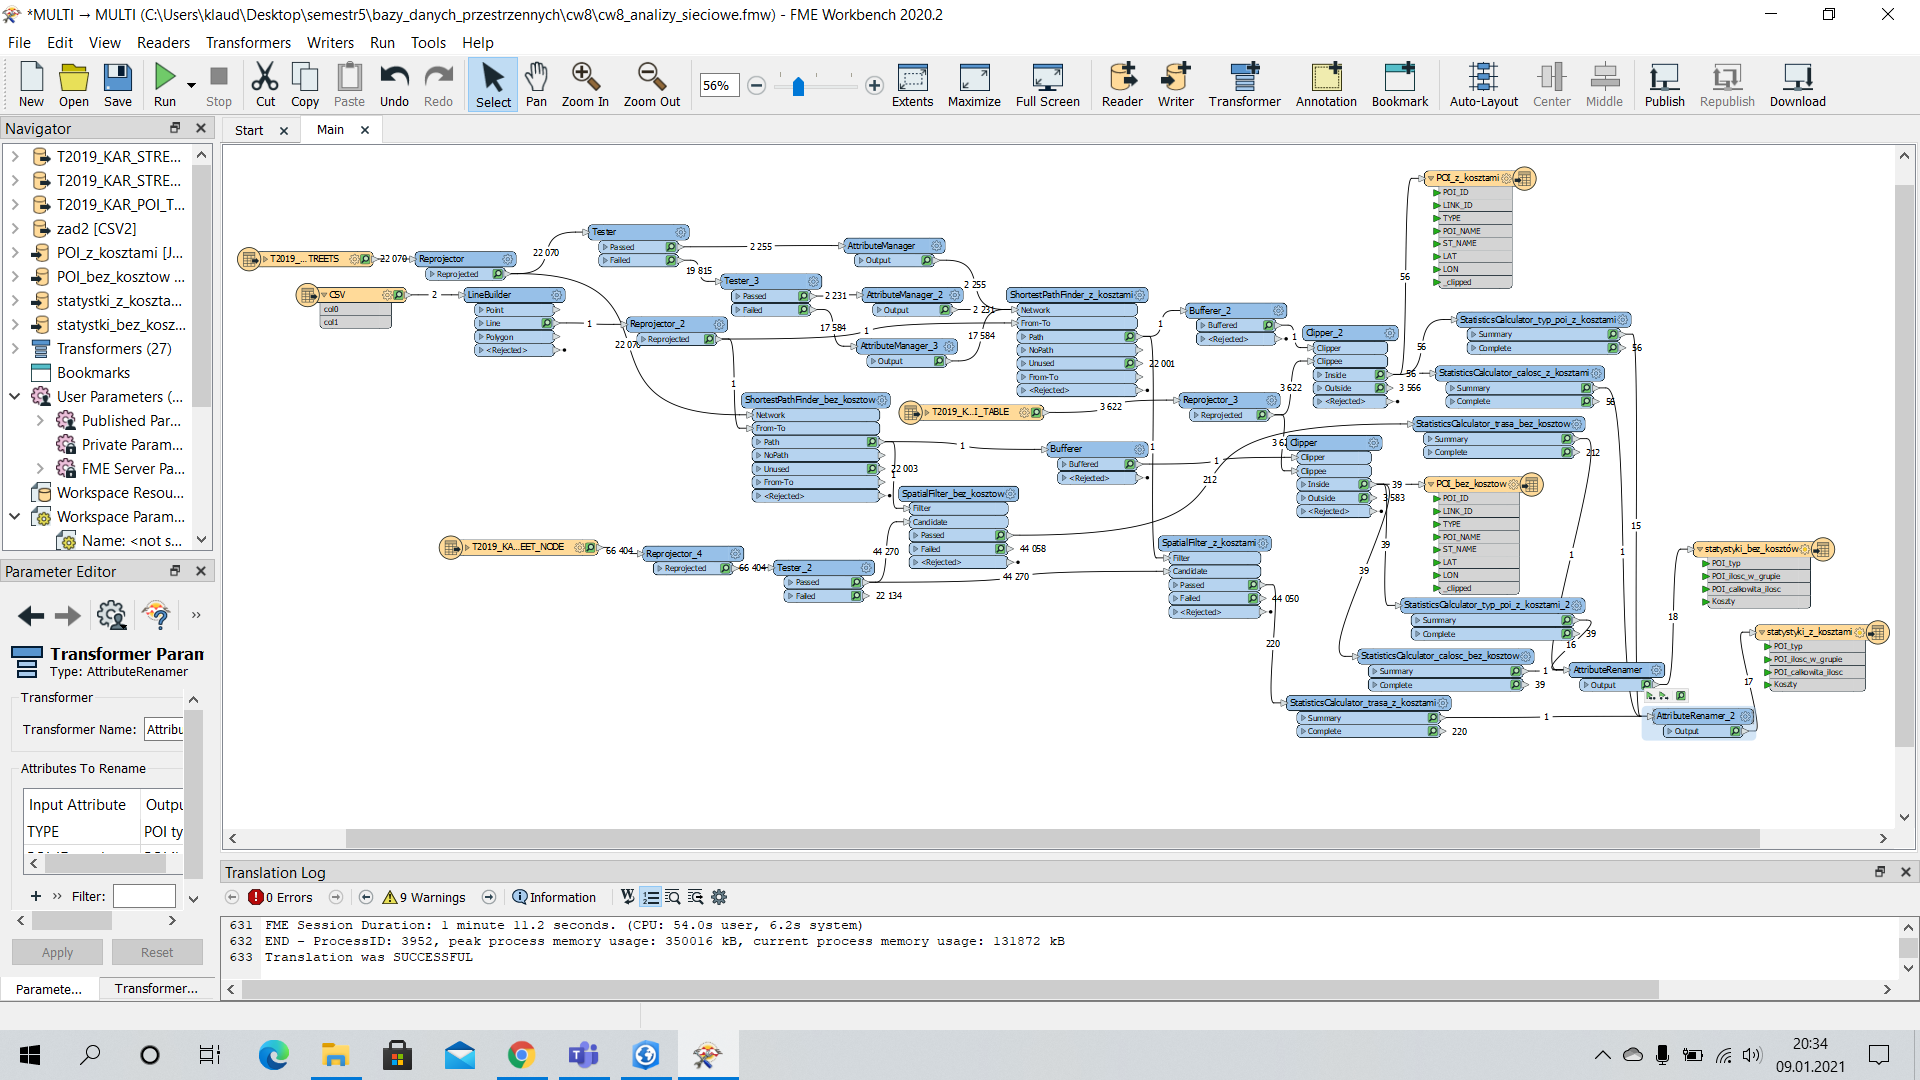 *MULTI → MULTI (C:\Users\klaud\Desktop\semestr5\bazy_danych_przestrzennych\cw8\cw8_analizy_sieciowe.fmw) - FME Workbench 2020.2
File Edit View Readers Transformers Writers Run Tools Help
New Open Save Run Stop Cut Copy Paste Undo Redo Select Pan Zoom In Zoom Out 56% Extents Maximize Full Screen Reader Writer Transformer Annotation Bookmark Auto-Layout Center Middle Publish Republish Download
Navigator
Start
Main
T2019_KAR_STRE...
T2019_KAR_STRE...
T2019_KAR_POI_T...
zad2 [CSV2]
POI_z_kosztami [J...
POI_bez_kosztow ...
statystki_z_koszta...
statystki_bez_kosz...
Transformers (27)
Bookmarks
User Parameters (...
Published Par...
Private Param...
FME Server Pa...
Workspace Resou...
Workspace Param...
Name: <not s...
Parameter Editor
Transformer Param
Type: AttributeRenamer
Transformer
Transformer Name: Attribu
Attributes To Rename
Input Attribute Outpu
TYPE POI ty
Filter:
Apply Reset
Paramete... Transformer...
T2019_...TREETS
22 070
Reprojector
Reprojected
22 070
CSV
col0
col1
2
LineBuilder
Point
Line
Polygon
<Rejected>
1
Tester
Passed
Failed
2 255
19 815
AttributeManager
Output
2 255
Tester_3
Passed
Failed
2 231
17 584
AttributeManager_2
Output
2 231
AttributeManager_3
Output
17 584
Reprojector_2
Reprojected
22 070
1
1
ShortestPathFinder_z_kosztami
Network
From-To
Path
NoPath
Unused
From-To
<Rejected>
1
22 001
1
ShortestPathFinder_bez_kosztow
Network
From-To
Path
NoPath
Unused
From-To
<Rejected>
1
22 003
1
T2019_K...I_TABLE
3 622
Reprojector_3
Reprojected
3 622
Bufferer_2
Buffered
<Rejected>
1
Clipper_2
Clipper
Clippee
Inside
Outside
<Rejected>
56
3 566
56
56
Bufferer
Buffered
<Rejected>
1
Clipper
Clipper
Clippee
Inside
Outside
<Rejected>
39
3 583
39
39
T2019_KA...EET_NODE
66 404
Reprojector_4
Reprojected
66 404
Tester_2
Passed
Failed
44 270
44 270
22 134
SpatialFilter_bez_kosztow
Filter
Candidate
Passed
Failed
<Rejected>
44 058
212
SpatialFilter_z_kosztami
Filter
Candidate
Passed
Failed
<Rejected>
44 050
220
POI_z_kosztami
POI_ID
LINK_ID
TYPE
POI_NAME
ST_NAME
LAT
LON
_clipped
StatisticsCalculator_typ_poi_z_kosztami
Summary
Complete
56
StatisticsCalculator_calosc_z_kosztami
Summary
Complete
56
StatisticsCalculator_trasa_bez_kosztow
Summary
Complete
212
POI_bez_kosztow
POI_ID
LINK_ID
TYPE
POI_NAME
ST_NAME
LAT
LON
_clipped
StatisticsCalculator_typ_poi_z_kosztami_2
Summary
Complete
39
16
StatisticsCalculator_calosc_bez_kosztow
Summary
Complete
1
39
StatisticsCalculator_trasa_z_kosztami
Summary
Complete
1
220
15
1
1
AttributeRenamer
Output
18
AttributeRenamer_2
Output
17
statystyki_bez_kosztów
POI_typ
POI_ilosc_w_grupie
POI_calkowita_ilosc
Koszty
statystyki_z_kosztami
POI_typ
POI_ilosc_w_grupie
POI_calkowita_ilosc
Koszty
Translation Log
0 Errors 9 Warnings Information
631 FME Session Duration: 1 minute 11.2 seconds. (CPU: 54.0s user, 6.2s system)
632 END - ProcessID: 3952, peak process memory usage: 350016 kB, current process memory usage: 131872 kB
633 Translation was SUCCESSFUL
20:34
09.01.2021